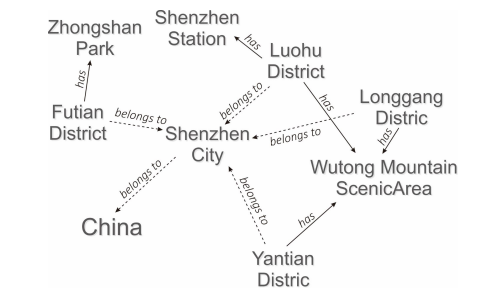 Zhongshan
Park
Shenzhen
Station
has
Luohu
District
has
Futian
District
belongs to
belongs to
has
Longgang
Distric
Shenzhen
City
belongs to
has
Wutong Mountain
ScenicArea
belongs to
China
belongs to
has
Yantian
Distric